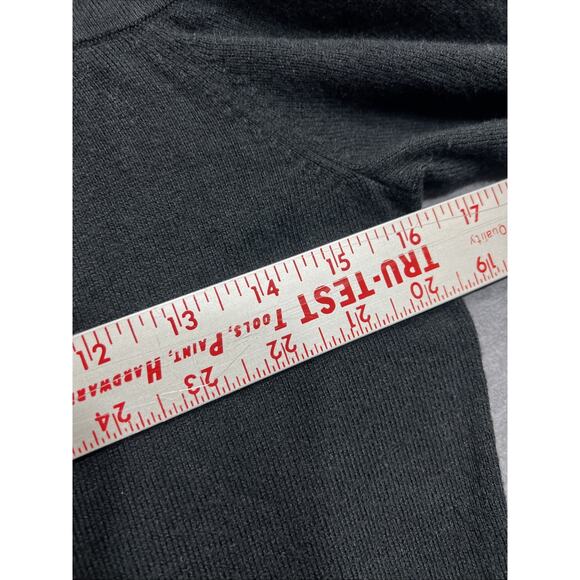 12 13 14 15 16 17
TRU-TEST TOOLS, PAINT, HARDWARE
Quality
24 23 22 21 20 19